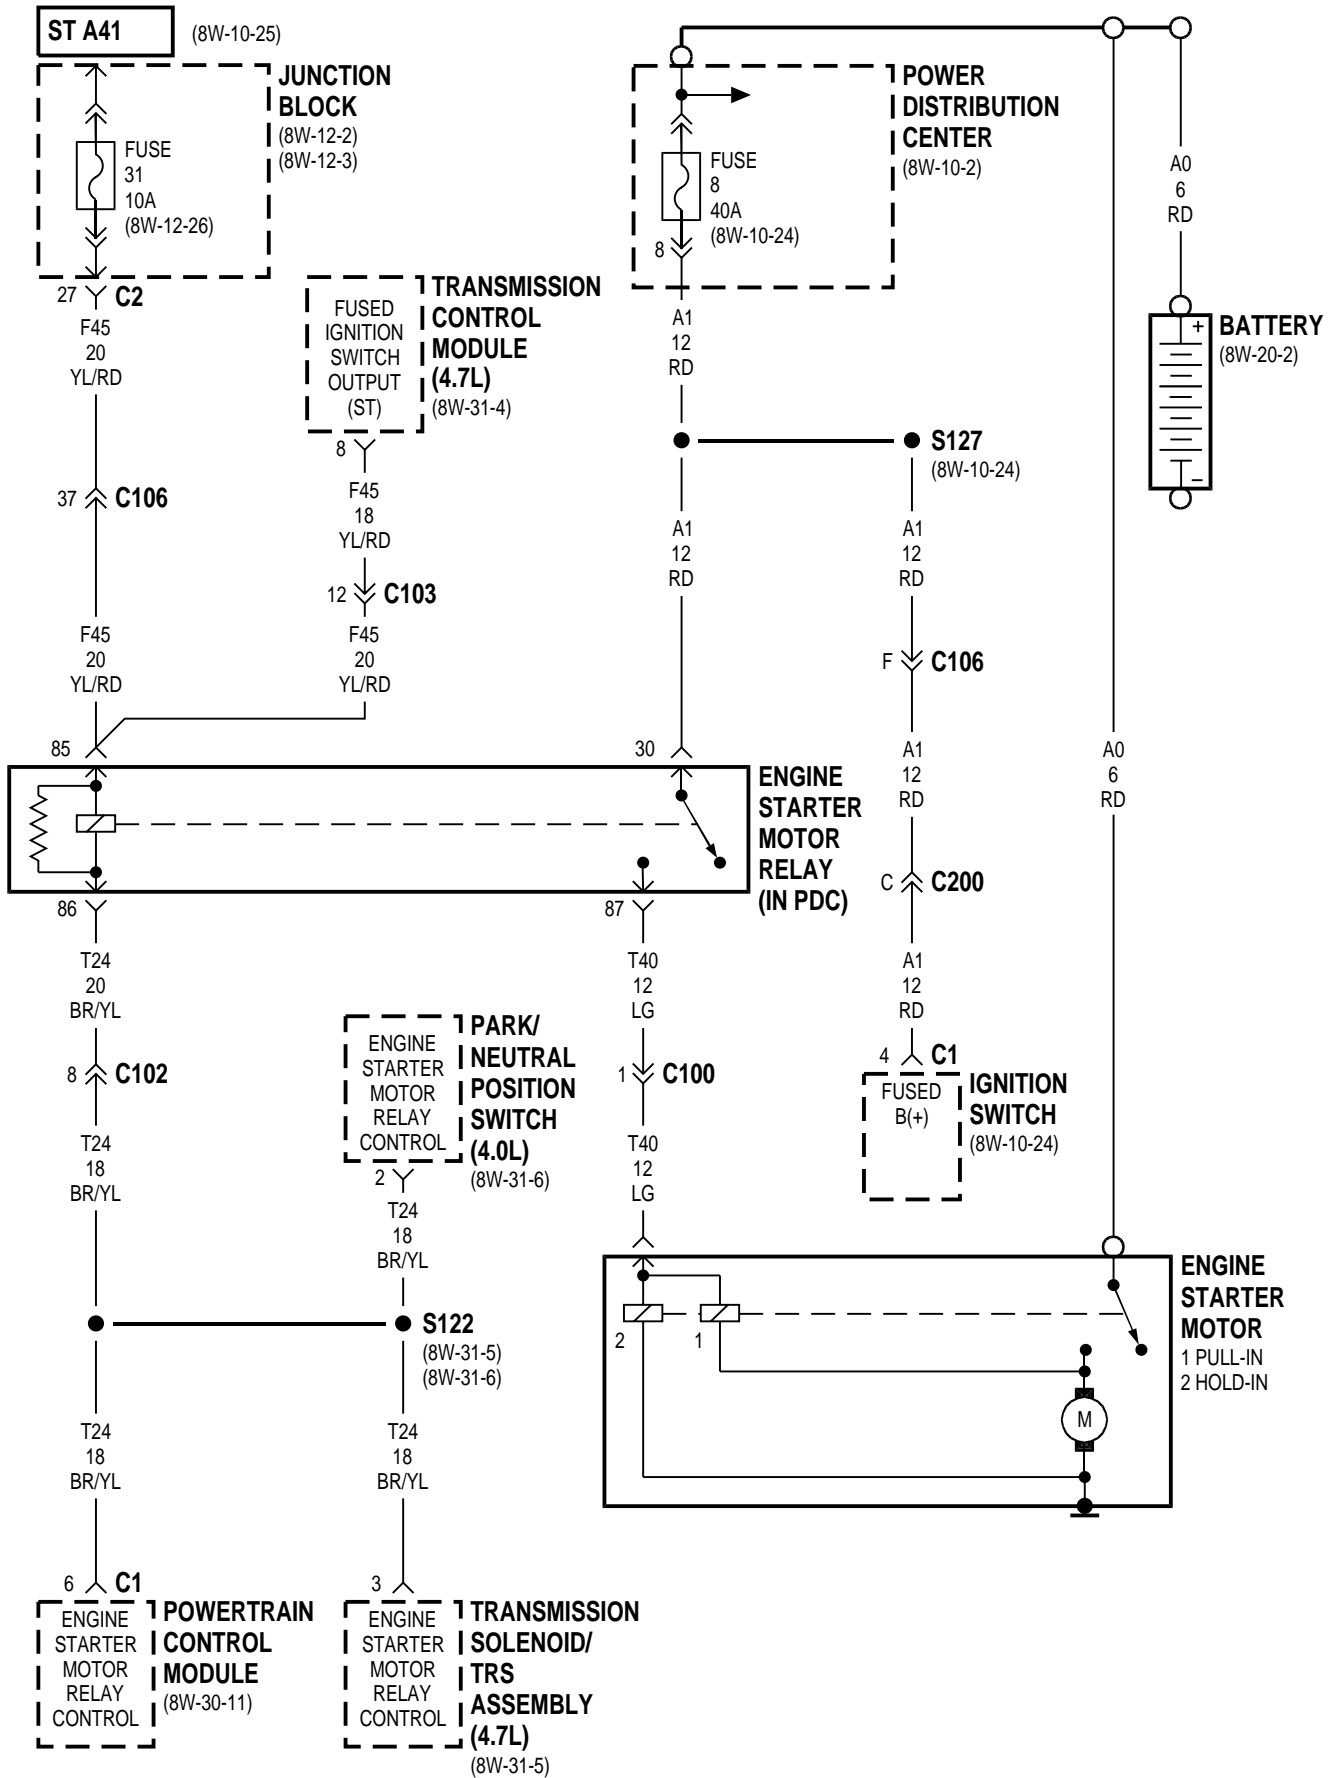 ST A41
(8W-10-25)
JUNCTION
BLOCK
(8W-12-2)
(8W-12-3)
FUSE
31
10A
(8W-12-26)
27
C2
F45
20
YL/RD
37
C106
F45
20
YL/RD
FUSED
IGNITION
SWITCH
OUTPUT
(ST)
TRANSMISSION
CONTROL
MODULE
(4.7L)
(8W-31-4)
8
F45
18
YL/RD
12
C103
F45
20
YL/RD
POWER
DISTRIBUTION
CENTER
(8W-10-2)
FUSE
8
40A
(8W-10-24)
8
A1
12
RD
S127
(8W-10-24)
A1
12
RD
A1
12
RD
F
C106
A1
12
RD
C
C200
A1
12
RD
4
C1
FUSED
B(+)
IGNITION
SWITCH
(8W-10-24)
A0
6
RD
+
–
BATTERY
(8W-20-2)
A0
6
RD
85
30
ENGINE
STARTER
MOTOR
RELAY
(IN PDC)
86
87
T24
20
BR/YL
8
C102
T24
18
BR/YL
ENGINE
STARTER
MOTOR
RELAY
CONTROL
PARK/
NEUTRAL
POSITION
SWITCH
(4.0L)
(8W-31-6)
2
T24
18
BR/YL
T40
12
LG
1
C100
T40
12
LG
S122
(8W-31-5)
(8W-31-6)
2
1
M
ENGINE
STARTER
MOTOR
1 PULL-IN
2 HOLD-IN
T24
18
BR/YL
T24
18
BR/YL
6
C1
ENGINE
STARTER
MOTOR
RELAY
CONTROL
POWERTRAIN
CONTROL
MODULE
(8W-30-11)
3
ENGINE
STARTER
MOTOR
RELAY
CONTROL
TRANSMISSION
SOLENOID/
TRS
ASSEMBLY
(4.7L)
(8W-31-5)